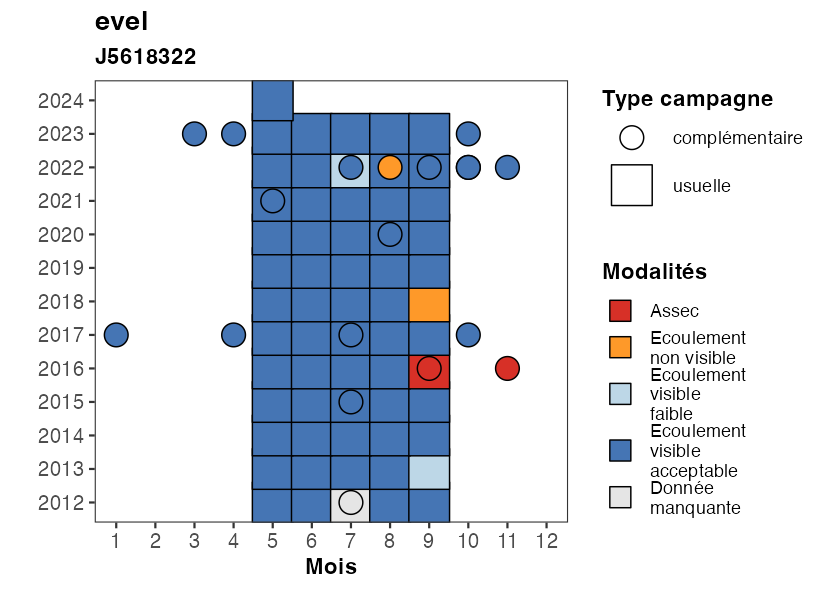 evel
J5618322
2024
2023
2022
2021
2020
2019
2018
2017
2016
2015
2014
2013
2012
1 2 3 4 5 6 7 8 9 10 11 12
Mois
Type campagne
complémentaire
usuelle
Modalités
Assec
Ecoulement
non visible
Ecoulement
visible
faible
Ecoulement
visible
acceptable
Donnée
manquante